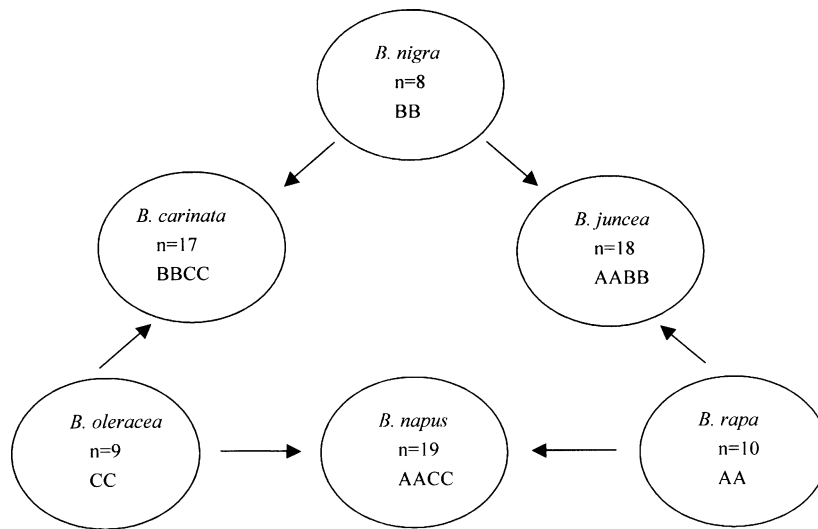 B. nigra
n=8
BB
B. carinata
n=17
BBCC
B. juncea
n=18
AABB
B. oleracea
n=9
CC
B. napus
n=19
AACC
B. rapa
n=10
AA